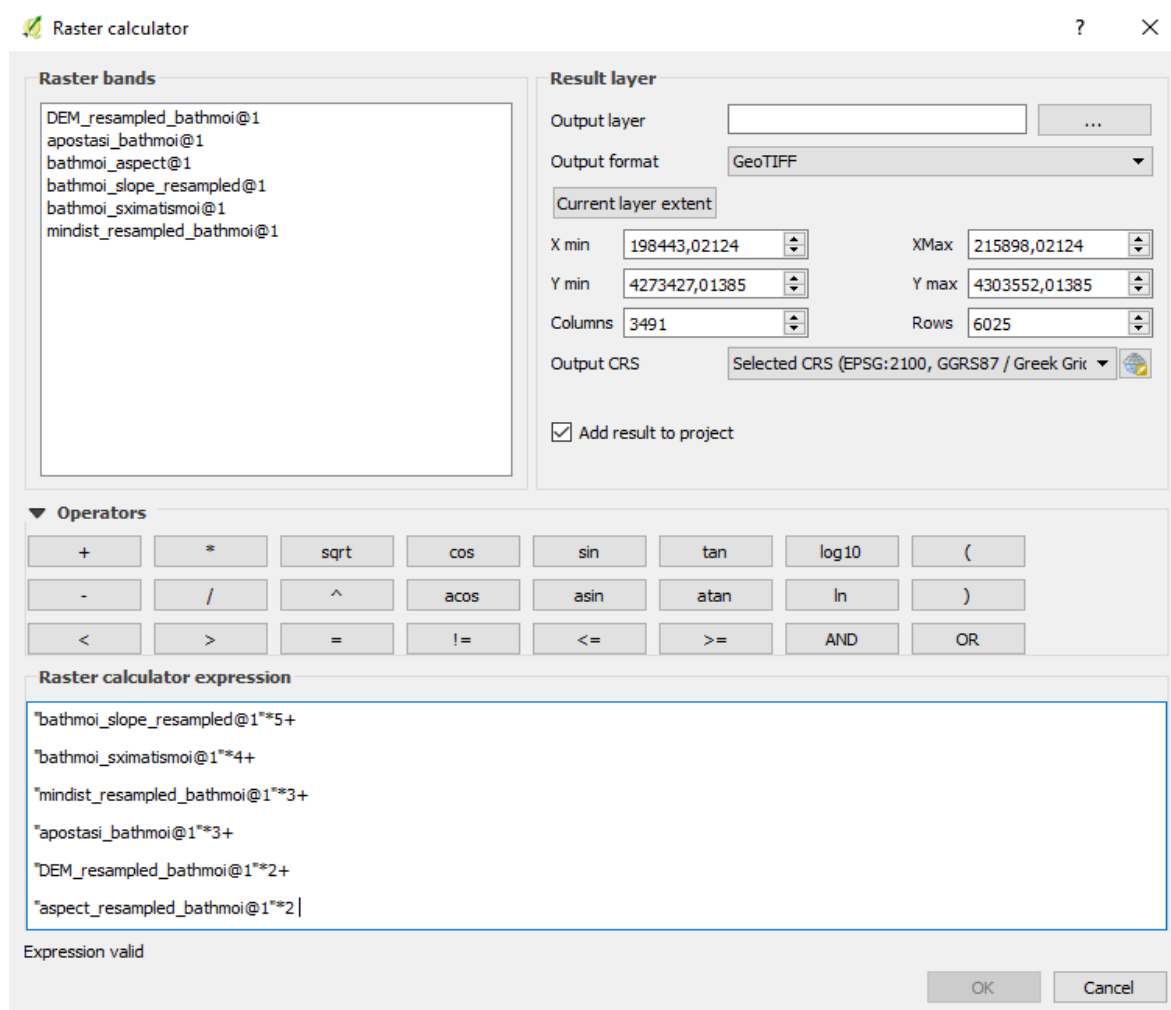 Raster calculator ?
Raster bands
DEM_resampled_bathmoi@1
apostasi_bathmoi@1
bathmoi_aspect@1
bathmoi_slope_resampled@1
bathmoi_sximatismoi@1
mindist_resampled_bathmoi@1
Result layer
Output layer ...
Output format GeoTIFF
Current layer extent
X min 198443,02124 XMax 215898,02124
Y min 4273427,01385 Y max 4303552,01385
Columns 3491 Rows 6025
Output CRS Selected CRS (EPSG:2100, GGRS87 / Greek Gric
Add result to project
Operators
+ * sqrt cos sin tan log10 (
- / ^ acos asin atan ln )
< > = != <= >= AND OR
Raster calculator expression
"bathmoi_slope_resampled@1"*5+
"bathmoi_sximatismoi@1"*4+
"mindist_resampled_bathmoi@1"*3+
"apostasi_bathmoi@1"*3+
"DEM_resampled_bathmoi@1"*2+
"aspect_resampled_bathmoi@1"*2
Expression valid
OK Cancel